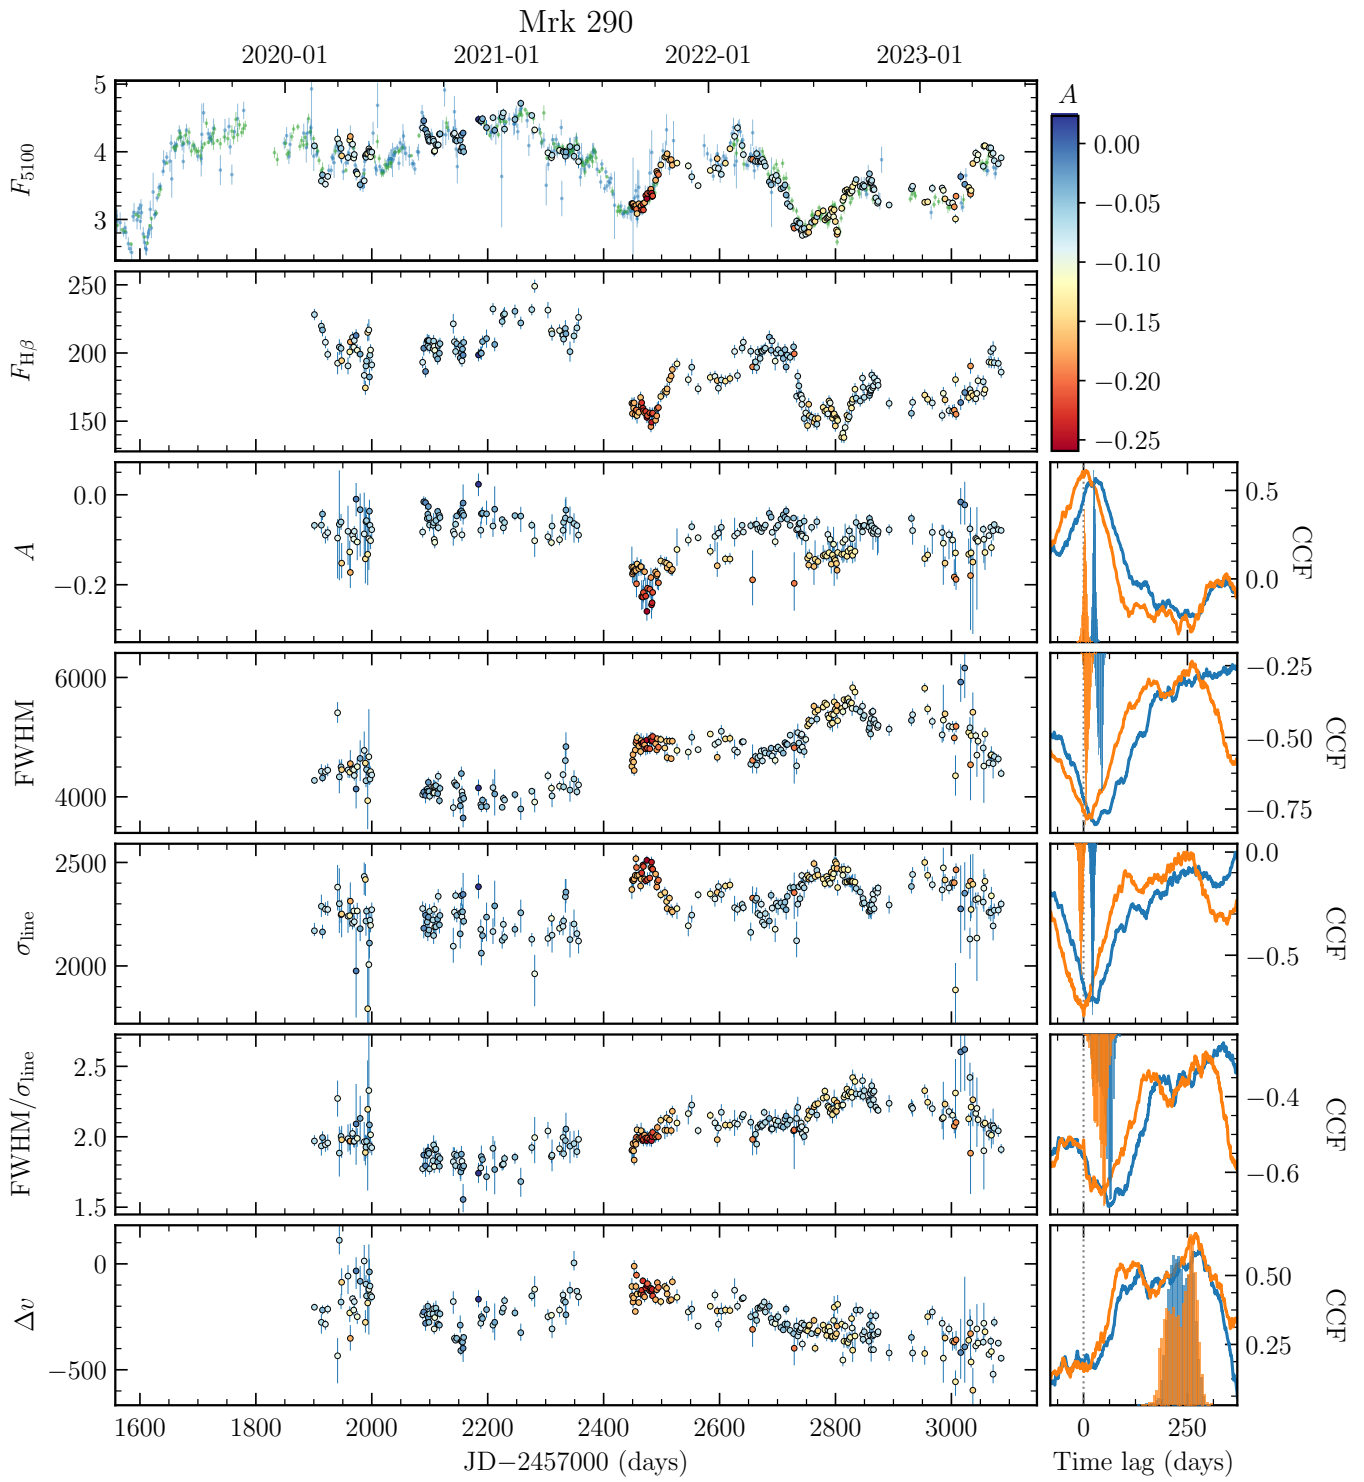 Mrk 290
2020-01 2021-01 2022-01 2023-01
A
5
4
3
F5100
0.00
−0.05
−0.10
−0.15
−0.20
−0.25
250
200
150
FHβ
0.0
−0.2
A
0.5
0.0
CCF
6000
4000
FWHM
−0.25
−0.50
−0.75
CCF
2500
2000
σline
0.0
−0.5
CCF
2.5
2.0
1.5
FWHM/σline
−0.4
−0.6
CCF
0
−500
Δv
0.50
0.25
CCF
1600 1800 2000 2200 2400 2600 2800 3000
0 250
JD−2457000 (days)
Time lag (days)